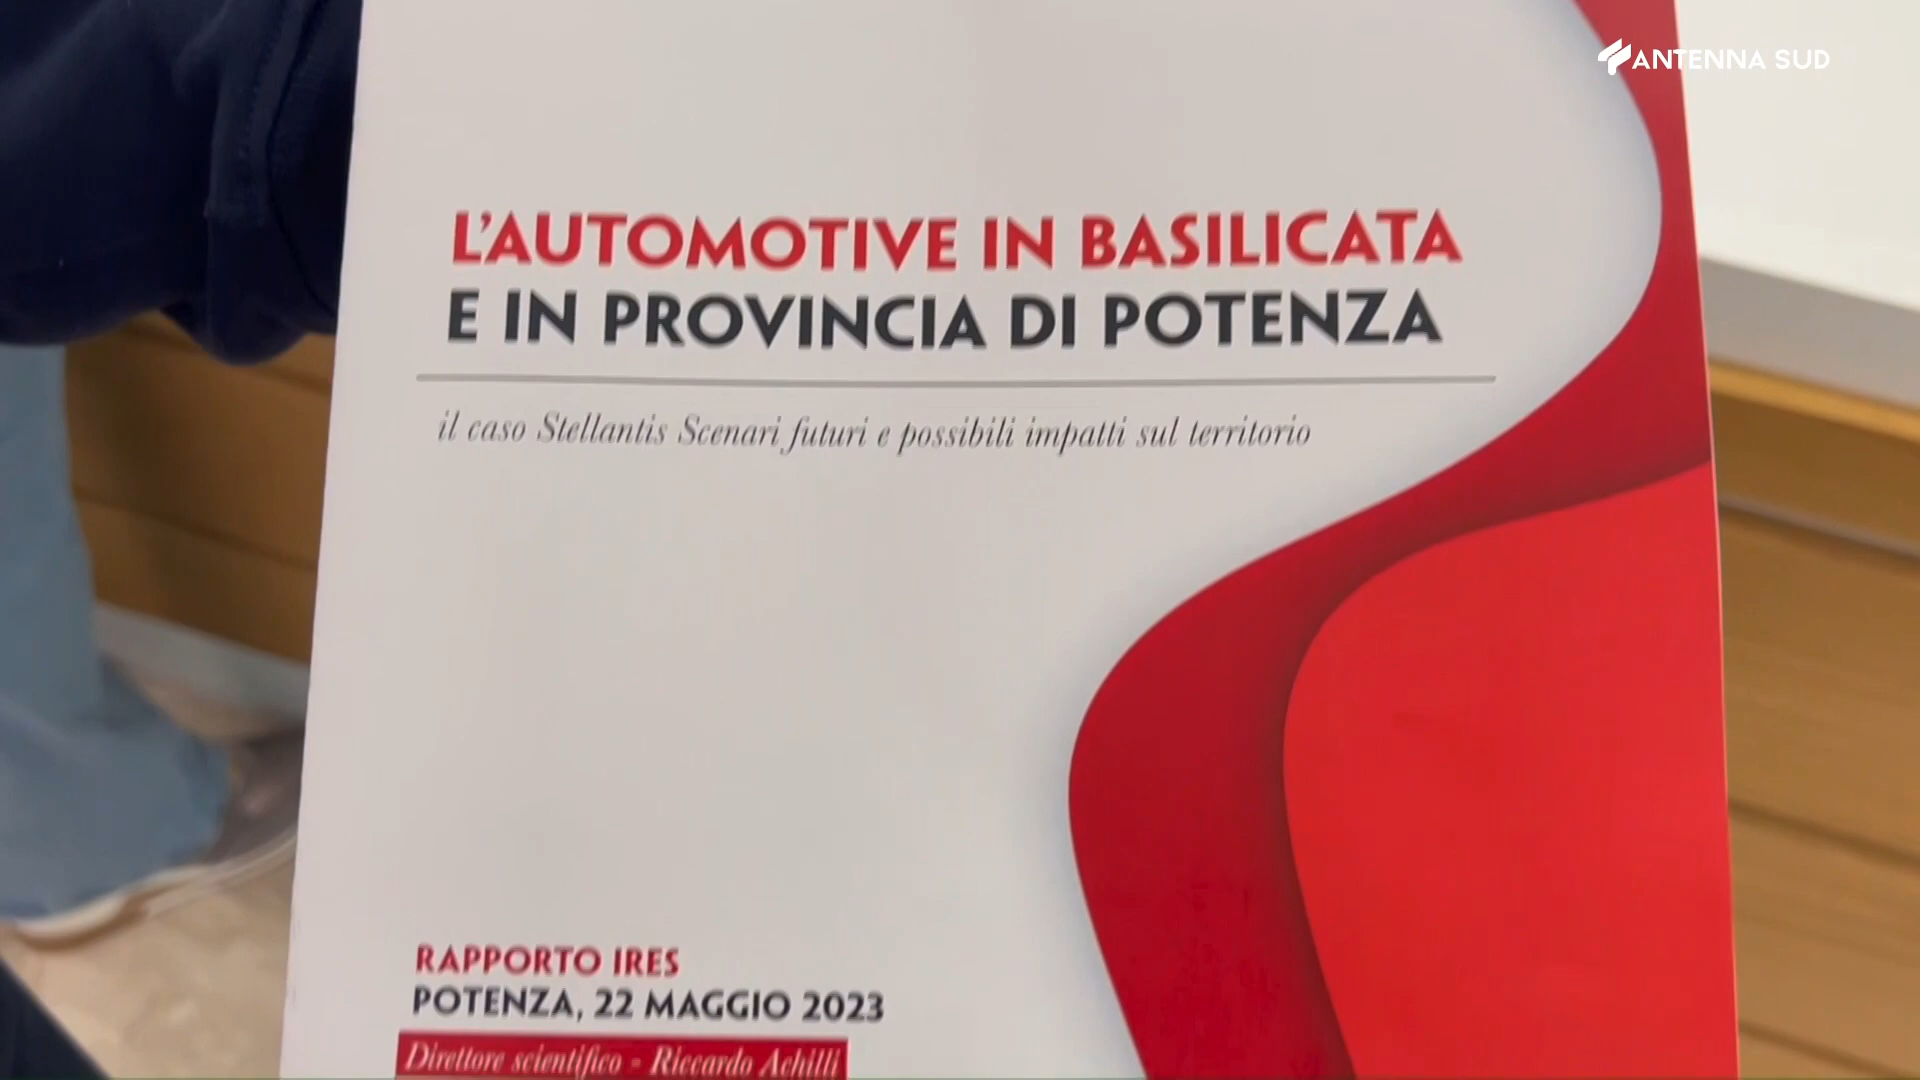 ANTENNA SUD
L'AUTOMOTIVE IN BASILICATA
E IN PROVINCIA DI POTENZA
il caso Stellantis Scenari futuri e possibili impatti sul territorio
RAPPORTO IRES
POTENZA, 22 MAGGIO 2023
Direttore scientifico - Riccardo Achilli